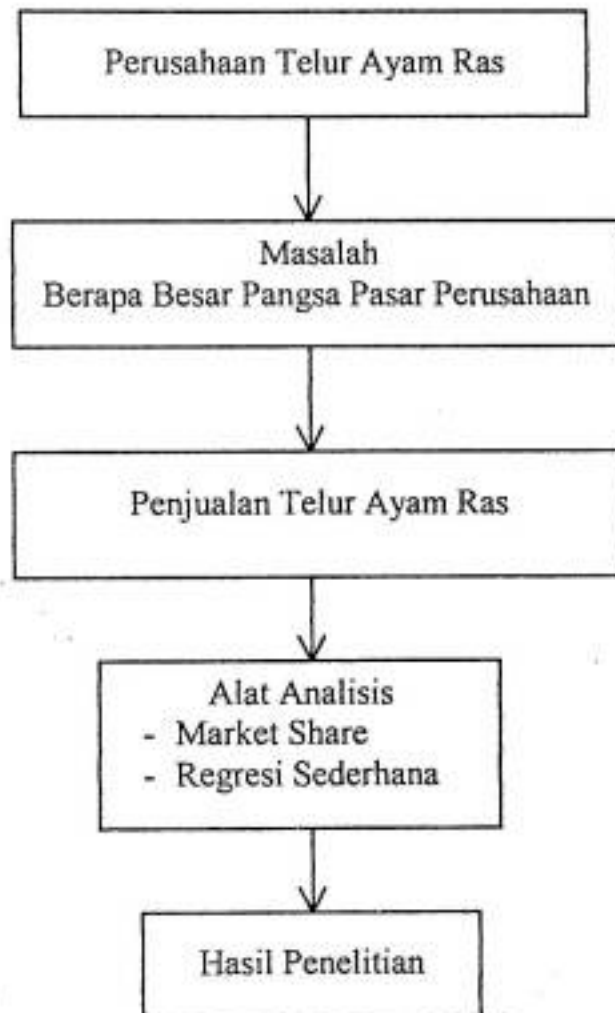 Perusahaan Telur Ayam Ras
Masalah
Berapa Besar Pangsa Pasar Perusahaan
Penjualan Telur Ayam Ras
Alat Analisis
- Market Share
- Regresi Sederhana
Hasil Penelitian